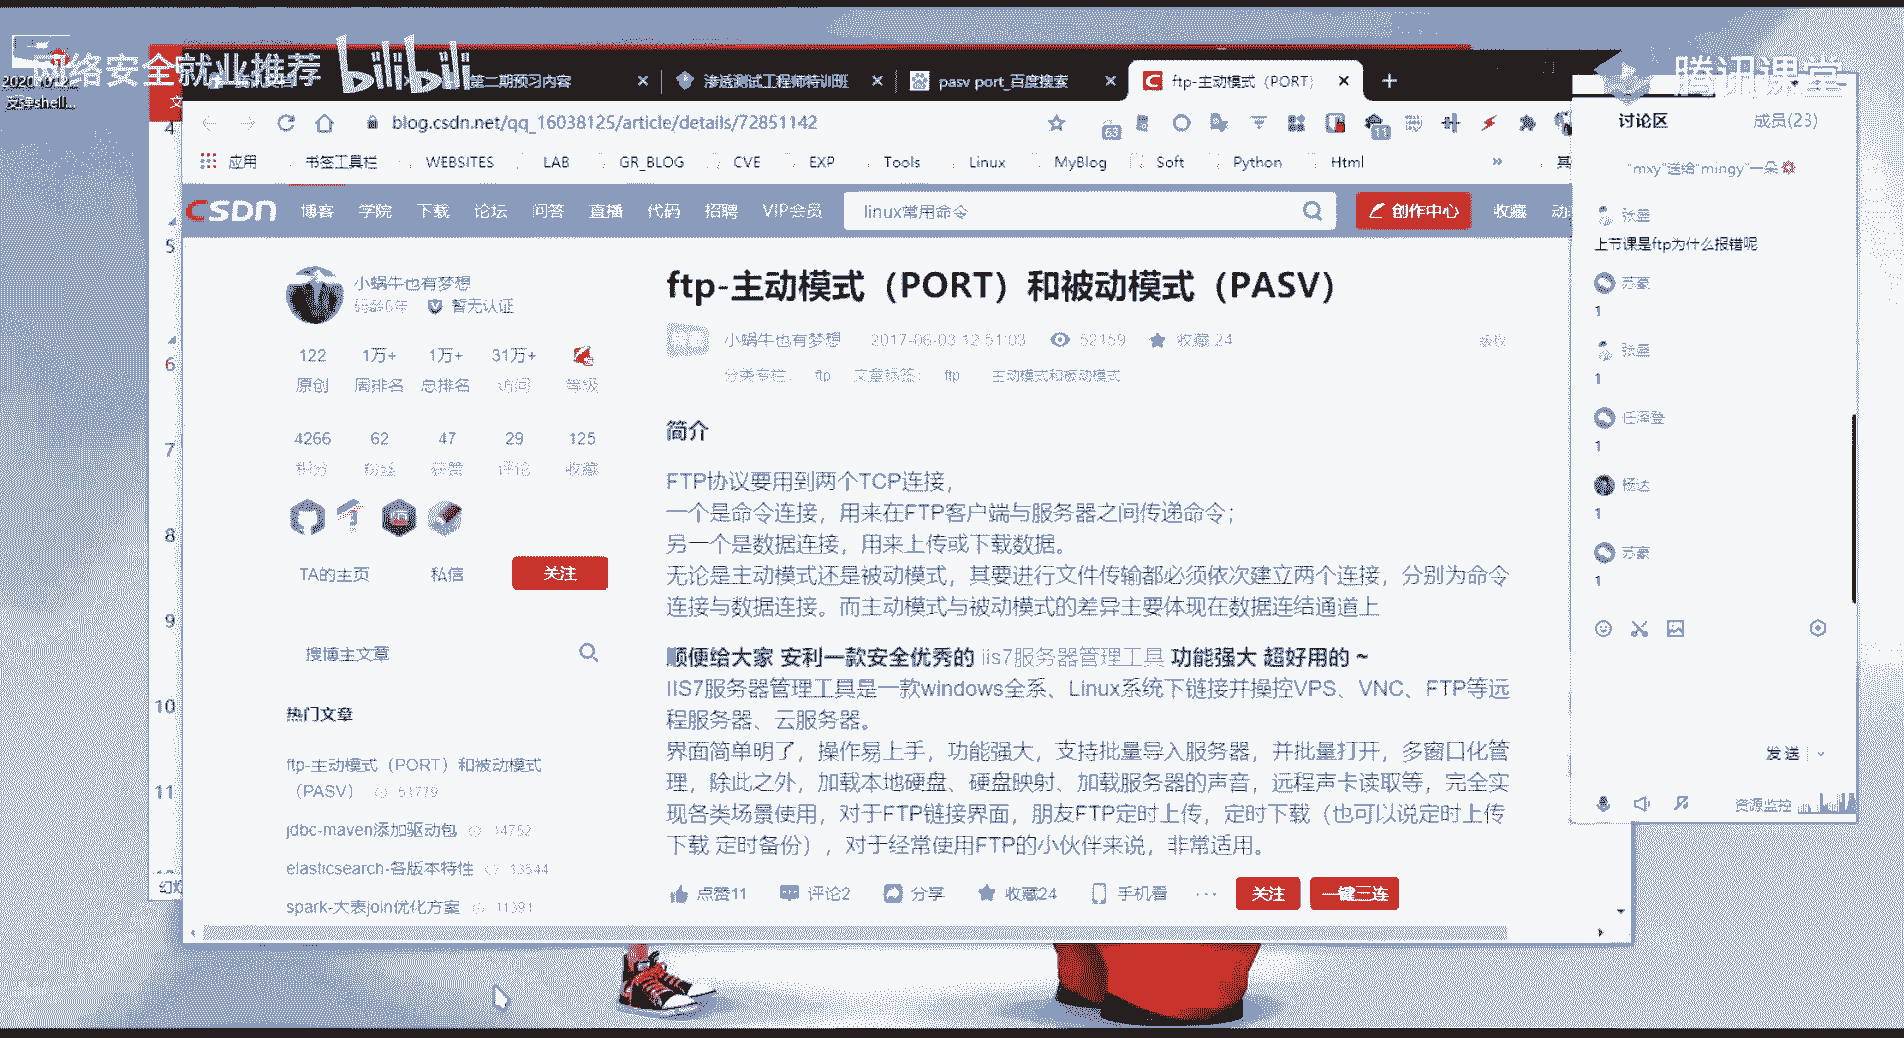 网络安全就业推荐
bilibili
腾讯课堂
第二期预习内容
渗透测试工程师特训班
pasv port_百度搜索
ftp-主动模式（PORT）
blog.csdn.net/qq_16038125/article/details/72851142
63
11
应用
书签工具栏
WEBSITES
LAB
GR_BLOG
CVE
EXP
Tools
Linux
MyBlog
Soft
Python
Html
CSDN
博客
学院
下载
论坛
问答
直播
代码
招聘
VIP会员
linux常用命令
创作中心
收藏
小蜗牛也有梦想
码龄6年
暂无认证
122
1万+
1万+
31万+
原创
周排名
总排名
访问
等级
4266
62
47
29
125
积分
粉丝
获赞
评论
收藏
TA的主页
私信
关注
搜博主文章
热门文章
ftp-主动模式（PORT）和被动模式
（PASV） 51779
jdbc-maven添加驱动包 14752
elasticsearch-各版本特性 13544
spark-大表join优化方案 11391
ftp-主动模式（PORT）和被动模式（PASV）
小蜗牛也有梦想 2017-06-03 12:51:03 52159 收藏 24
版权
分类专栏： ftp 文章标签： ftp 主动模式和被动模式
简介
FTP协议要用到两个TCP连接，
一个是命令连接，用来在FTP客户端与服务器之间传递命令；
另一个是数据连接，用来上传或下载数据。
无论是主动模式还是被动模式，其要进行文件传输都必须依次建立两个连接，分别为命令
连接与数据连接。而主动模式与被动模式的差异主要体现在数据连结通道上
顺便给大家 安利一款安全优秀的 iis7服务器管理工具 功能强大 超好用的 ~
IIS7服务器管理工具是一款windows全系、Linux系统下链接并操控VPS、VNC、FTP等远
程服务器、云服务器。
界面简单明了，操作易上手，功能强大，支持批量导入服务器，并批量打开，多窗口化管
理，除此之外，加载本地硬盘、硬盘映射、加载服务器的声音，远程声卡读取等，完全实
现各类场景使用，对于FTP链接界面，朋友FTP定时上传，定时下载（也可以说定时上传
下载 定时备份），对于经常使用FTP的小伙伴来说，非常适用。
点赞11
评论2
分享
收藏24
手机看
关注
一键三连
4
5
6
7
8
9
10
11
讨论区
成员(23)
"mxy"送给"mingy"一朵
上节课是ftp为什么报错呢
苏豪
1
1
1
杨达
1
苏豪
1
发送
资源监控